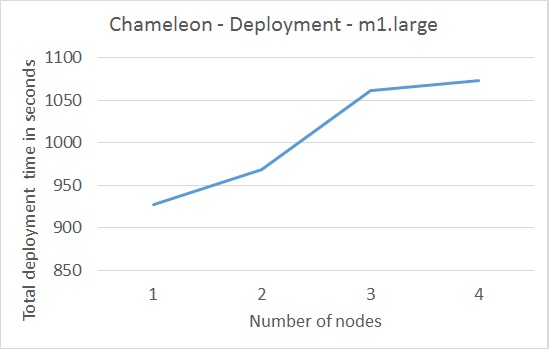 Chameleon - Deployment - m1.large
Total deployment time in seconds
1100
1050
1000
950
900
850
1 2 3 4
Number of nodes